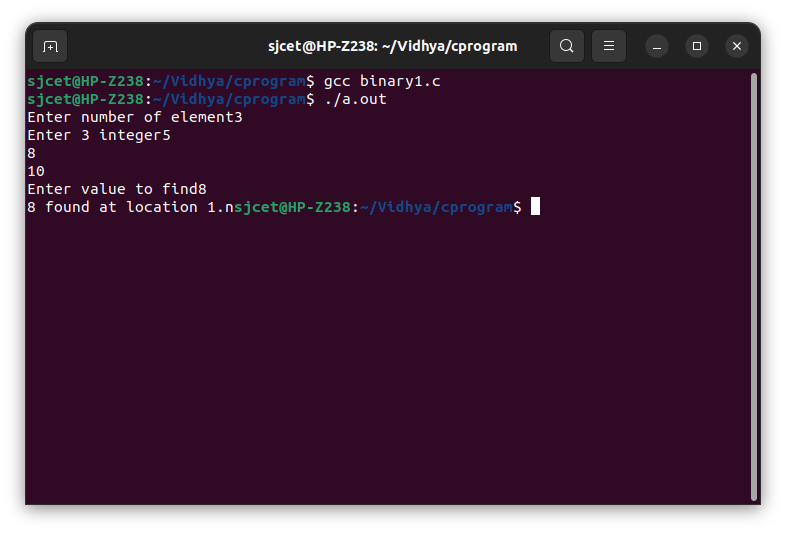 sjcet@HP-Z238: ~/Vidhya/cprogram
sjcet@HP-Z238:~/Vidhya/cprogram$ gcc binary1.c
sjcet@HP-Z238:~/Vidhya/cprogram$ ./a.out
Enter number of element3
Enter 3 integer5
8
10
Enter value to find8
8 found at location 1.nsjcet@HP-Z238:~/Vidhya/cprogram$